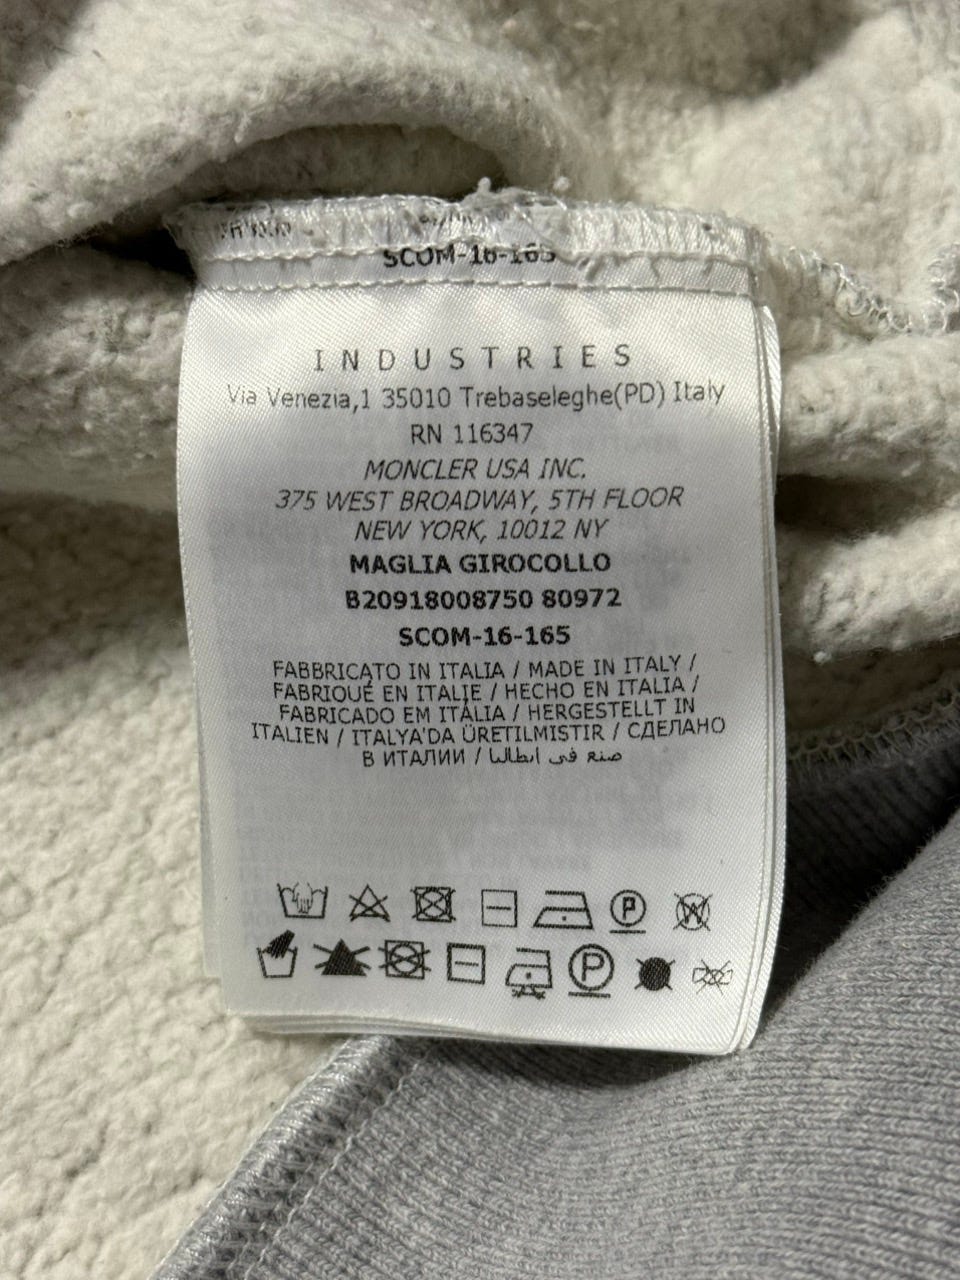 SCOM-16-165
INDUSTRIES
Via Venezia,1 35010 Trebaseleghe(PD) Italy
RN 116347
MONCLER USA INC.
375 WEST BROADWAY, 5TH FLOOR
NEW YORK, 10012 NY
MAGLIA GIROCOLLO
B20918008750 80972
SCOM-16-165
FABBRICATO IN ITALIA / MADE IN ITALY /
FABRIQUÉ EN ITALIE / HECHO EN ITALIA /
FABRICADO EM ITÁLIA / HERGESTELLT IN
ITALIEN / ITALYA'DA ÜRETILMISTIR / СДЕЛАНО
В ИТАЛИИ / صنع في ايطاليا
P W
P